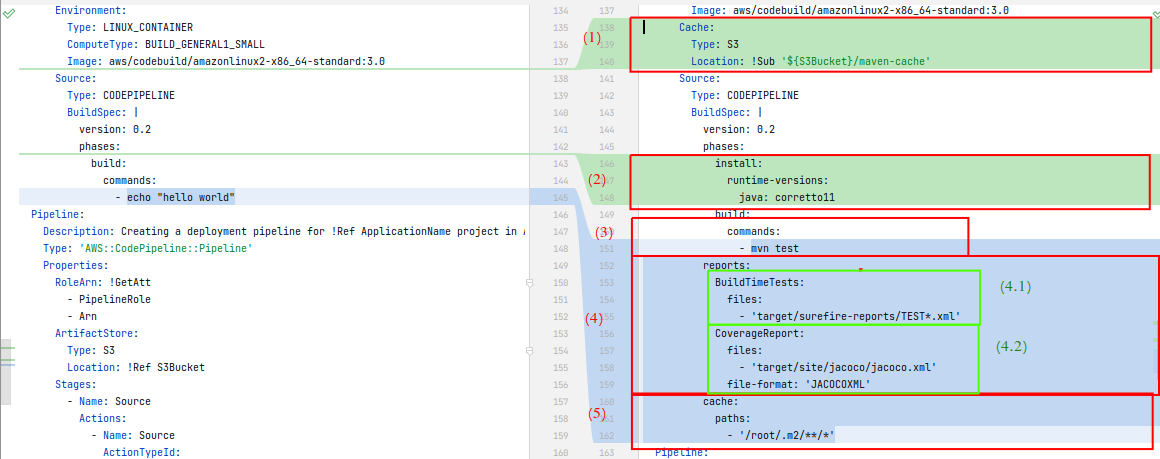 Environment: 134 137 Image: aws/codebuild/amazonlinux2-x86_64-standard:3.0
Type: LINUX_CONTAINER 135 138 Cache:
ComputeType: BUILD_GENERAL1_SMALL 136 (1) 139 Type: S3
Image: aws/codebuild/amazonlinux2-x86_64-standard:3.0 137 140 Location: !Sub '${S3Bucket}/maven-cache'
Source: 138 141 Source:
Type: CODEPIPELINE 139 142 Type: CODEPIPELINE
BuildSpec: | 140 143 BuildSpec: |
version: 0.2 141 144 version: 0.2
phases: 142 145 phases:
build: 143 146 install:
commands: 144 (2) 47 runtime-versions:
- echo "hello world" 145 148 java: corretto11
Pipeline: 146 149 build:
Description: Creating a deployment pipeline for !Ref ApplicationName project in 147 (3) commands:
Type: 'AWS::CodePipeline::Pipeline' 148 151 - mvn test
Properties: 149 152 reports:
RoleArn: !GetAtt 150 153 BuildTimeTests: (4.1)
- PipelineRole 151 154 files:
- Arn 152 (4) 155 - 'target/surefire-reports/TEST*.xml'
ArtifactStore: 153 156 CoverageReport:
Type: S3 154 157 files: (4.2)
Location: !Ref S3Bucket 155 158 - 'target/site/jacoco/jacoco.xml'
Stages: 156 159 file-format: 'JACOCOXML'
- Name: Source 157 160 cache:
Actions: 158 (5) 161 paths:
- Name: Source 159 162 - '/root/.m2/**/*'
ActionTypeId: 160 163 Pipeline: